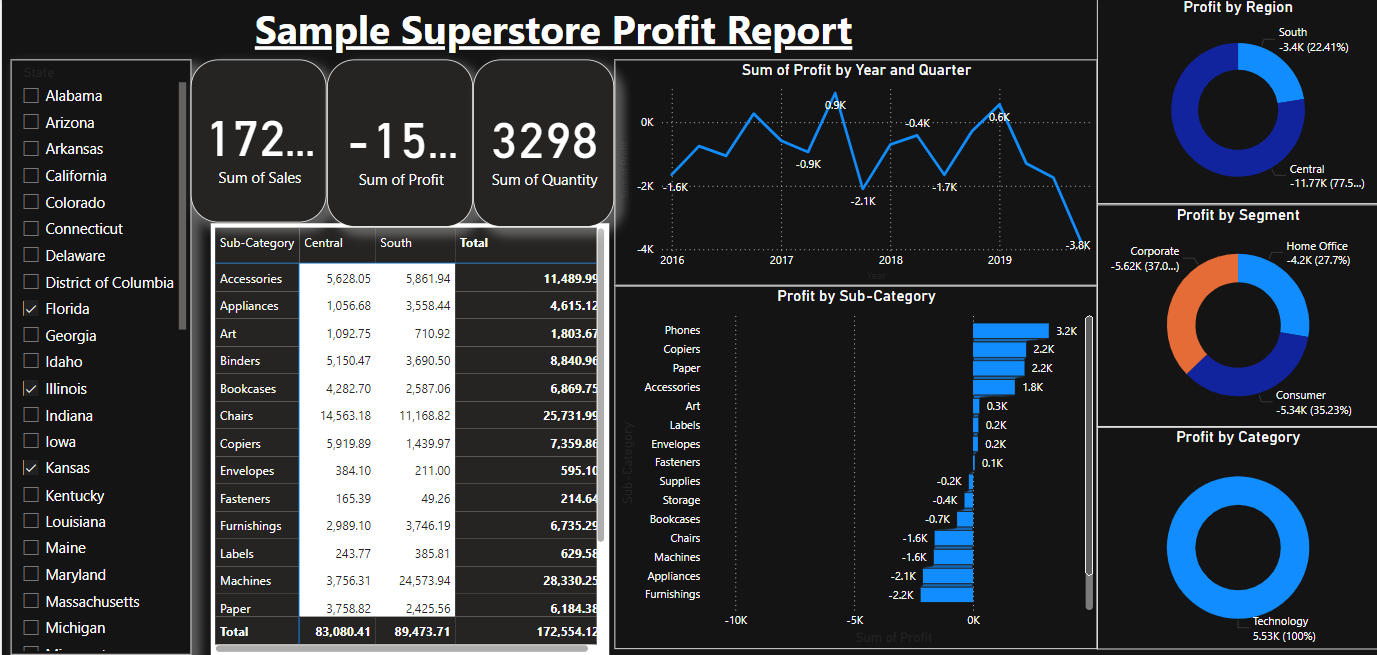 Sample Superstore Profit Report
State
Alabama
Arizona
Arkansas
California
Colorado
Connecticut
Delaware
District of Columbia
Florida
Georgia
Idaho
Illinois
Indiana
Iowa
Kansas
Kentucky
Louisiana
Maine
Maryland
Massachusetts
Michigan
172...
Sum of Sales
-15...
Sum of Profit
3298
Sum of Quantity
Sub-Category Central South Total
Accessories 5,628.05 5,861.94 11,489.99
Appliances 1,056.68 3,558.44 4,615.12
Art 1,092.75 710.92 1,803.67
Binders 5,150.47 3,690.50 8,840.96
Bookcases 4,282.70 2,587.06 6,869.75
Chairs 14,563.18 11,168.82 25,731.99
Copiers 5,919.89 1,439.97 7,359.86
Envelopes 384.10 211.00 595.10
Fasteners 165.39 49.26 214.64
Furnishings 2,989.10 3,746.19 6,735.29
Labels 243.77 385.81 629.58
Machines 3,756.31 24,573.94 28,330.25
Paper 3,758.82 2,425.56 6,184.38
Total 83,080.41 89,473.71 172,554.12
Sum of Profit by Year and Quarter
0K
-2K
-4K
-1.6K
-0.9K
0.9K
-2.1K
-0.4K
-1.7K
0.6K
-3.8K
2016 2017 2018 2019
Year
Profit by Sub-Category
Sub-Category
Phones 3.2K
Copiers 2.2K
Paper 2.2K
Accessories 1.8K
Art 0.3K
Labels 0.2K
Envelopes 0.2K
Fasteners 0.1K
Supplies -0.2K
Storage -0.4K
Bookcases -0.7K
Chairs -1.6K
Machines -1.6K
Appliances -2.1K
Furnishings -2.2K
-10K -5K 0K
Sum of Profit
Profit by Region
South
-3.4K (22.41%)
Central
-11.77K (77.5...)
Profit by Segment
Corporate
-5.62K (37.0...)
Home Office
-4.2K (27.7%)
Consumer
-5.34K (35.23%)
Profit by Category
Technology
5.53K (100%)